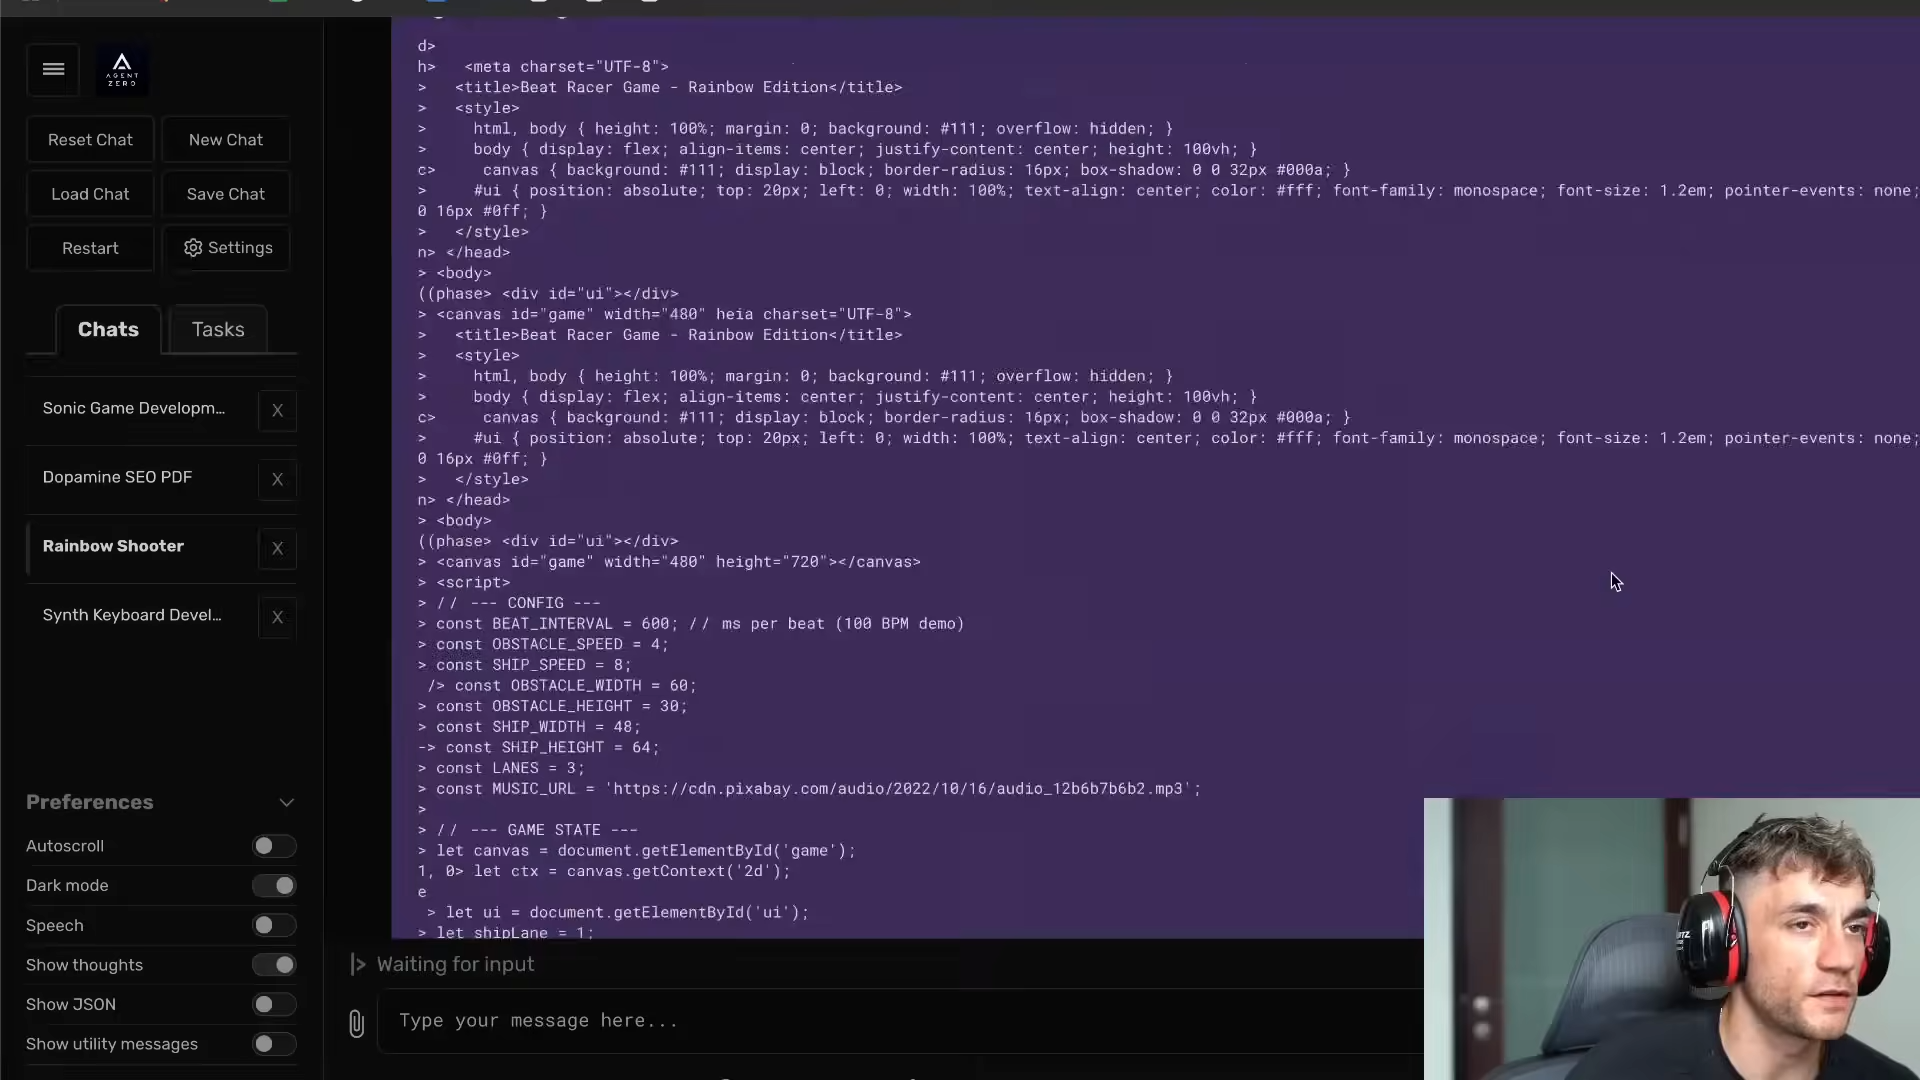 AGENT
ZERO
Reset Chat
New Chat
Load Chat
Save Chat
Restart
Settings
Chats
Tasks
Sonic Game Developm...
X
Dopamine SEO PDF
X
Rainbow Shooter
X
Synth Keyboard Devel...
X
Preferences
Autoscroll
Dark mode
Speech
Show thoughts
Show JSON
Show utility messages
d>
h>   <meta charset="UTF-8">
>   <title>Beat Racer Game - Rainbow Edition</title>
>   <style>
>     html, body { height: 100%; margin: 0; background: #111; overflow: hidden; }
>     body { display: flex; align-items: center; justify-content: center; height: 100vh; }
c>     canvas { background: #111; display: block; border-radius: 16px; box-shadow: 0 0 32px #000a; }
>     #ui { position: absolute; top: 20px; left: 0; width: 100%; text-align: center; color: #fff; font-family: monospace; font-size: 1.2em; pointer-events: none;
0 16px #0ff; }
>   </style>
n> </head>
> <body>
((phase> <div id="ui"></div>
> <canvas id="game" width="480" heia charset="UTF-8">
>   <title>Beat Racer Game - Rainbow Edition</title>
>   <style>
>     html, body { height: 100%; margin: 0; background: #111; overflow: hidden; }
>     body { display: flex; align-items: center; justify-content: center; height: 100vh; }
c>     canvas { background: #111; display: block; border-radius: 16px; box-shadow: 0 0 32px #000a; }
>     #ui { position: absolute; top: 20px; left: 0; width: 100%; text-align: center; color: #fff; font-family: monospace; font-size: 1.2em; pointer-events: none;
0 16px #0ff; }
>   </style>
n> </head>
> <body>
((phase> <div id="ui"></div>
> <canvas id="game" width="480" height="720"></canvas>
> <script>
> // --- CONFIG ---
> const BEAT_INTERVAL = 600; // ms per beat (100 BPM demo)
> const OBSTACLE_SPEED = 4;
> const SHIP_SPEED = 8;
/> const OBSTACLE_WIDTH = 60;
> const OBSTACLE_HEIGHT = 30;
> const SHIP_WIDTH = 48;
-> const SHIP_HEIGHT = 64;
> const LANES = 3;
> const MUSIC_URL = 'https://cdn.pixabay.com/audio/2022/10/16/audio_12b6b7b6b2.mp3';
>
> // --- GAME STATE ---
> let canvas = document.getElementById('game');
1, 0> let ctx = canvas.getContext('2d');
e
> let ui = document.getElementById('ui');
> let shipLane = 1;
|> Waiting for input
Type your message here...